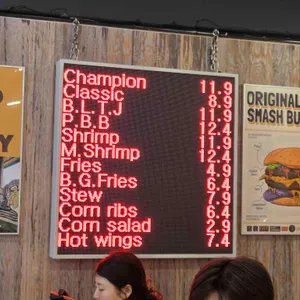 Champion 11.9
Classic 8.9
B.L.T.J 11.9
P.B.B 12.4
Shrimp 11.9
M.Shrimp 12.4
Fries 4.9
B.G.Fries 6.4
Stew 7.9
Corn ribs 6.4
Corn salad 2.9
Hot wings 7.4
ORIGINAL
SMASH BU
Y